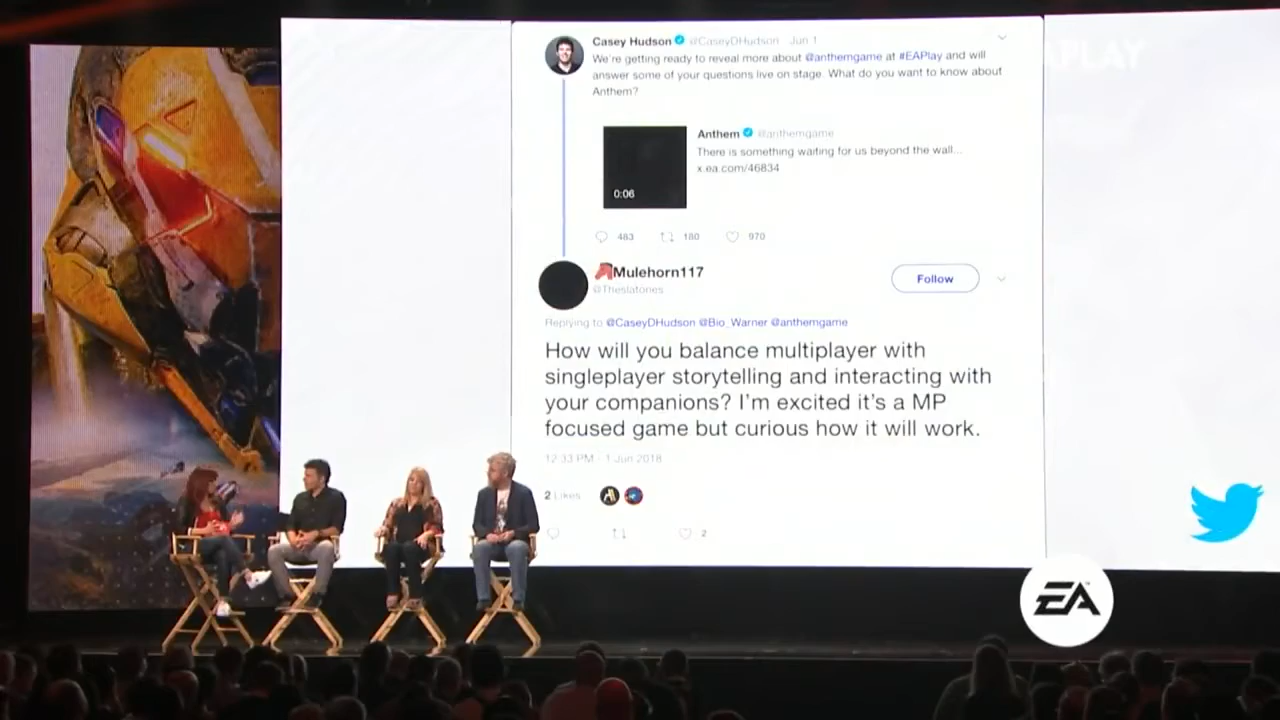 Casey Hudson @CaseyDHudson · Jun 1
We're getting ready to reveal more about @anthemgame at #EAPlay and will
answer some of your questions live on stage. What do you want to know about
Anthem?
Anthem @anthemgame
There is something waiting for us beyond the wall...
x.ea.com/46834
0:06
483 180 970
Mulehorn117
@Theslatones
Follow
Replying to @CaseyDHudson @Bio_Warner @anthemgame
How will you balance multiplayer with
singleplayer storytelling and interacting with
your companions? I'm excited it's a MP
focused game but curious how it will work.
12:33 PM - 1 Jun 2018
2 Likes
2
EA